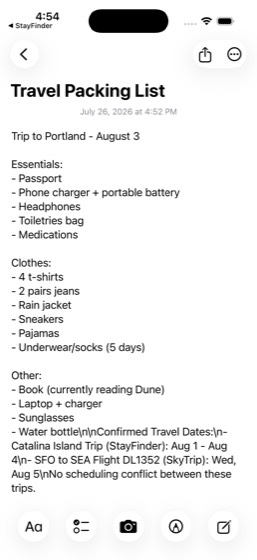 4:54
◀ StayFinder
Travel Packing List
July 26, 2026 at 4:52 PM
Trip to Portland - August 3
Essentials:
- Passport
- Phone charger + portable battery
- Headphones
- Toiletries bag
- Medications
Clothes:
- 4 t-shirts
- 2 pairs jeans
- Rain jacket
- Sneakers
- Pajamas
- Underwear/socks (5 days)
Other:
- Book (currently reading Dune)
- Laptop + charger
- Sunglasses
- Water bottle\n\nConfirmed Travel Dates:\n-
Catalina Island Trip (StayFinder): Aug 1 - Aug
4\n- SFO to SEA Flight DL1352 (SkyTrip): Wed,
Aug 5\nNo scheduling conflict between these
trips.
Aa